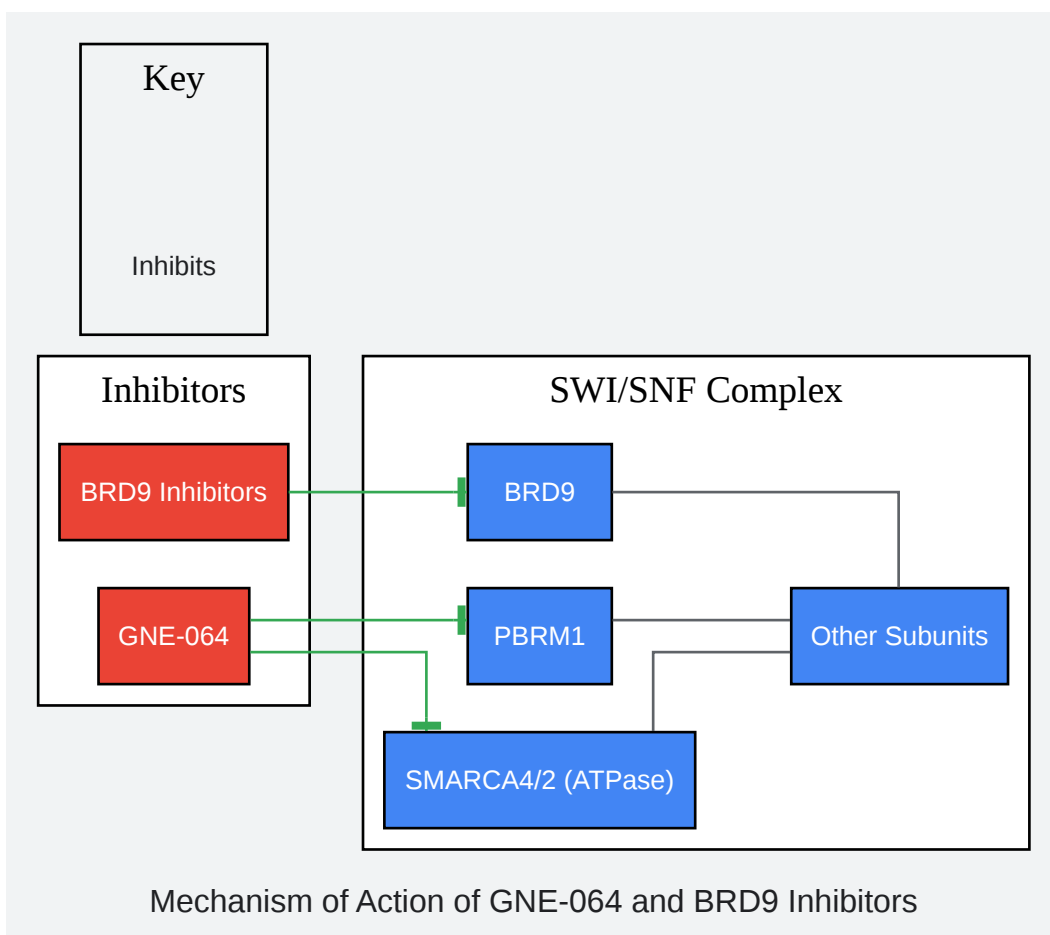 Key
Inhibits
Inhibitors
BRD9 Inhibitors
GNE-064
SWI/SNF Complex
BRD9
PBRM1
Other Subunits
SMARCA4/2 (ATPase)
Mechanism of Action of GNE-064 and BRD9 Inhibitors